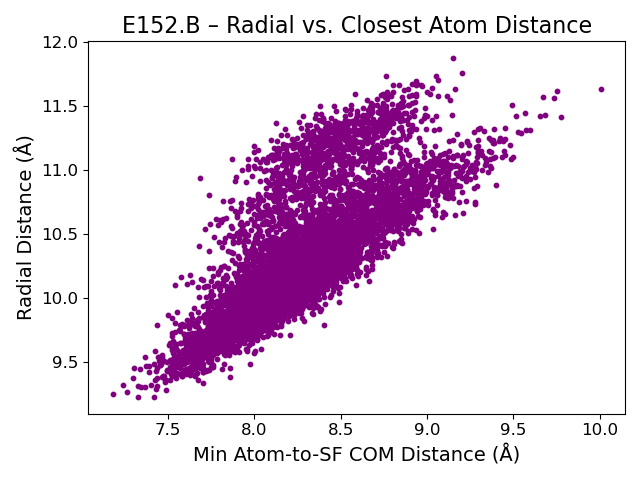 E152.B – Radial vs. Closest Atom Distance
Radial Distance (Å)
12.0
11.5
11.0
10.5
10.0
9.5
7.5 8.0 8.5 9.0 9.5 10.0
Min Atom-to-SF COM Distance (Å)